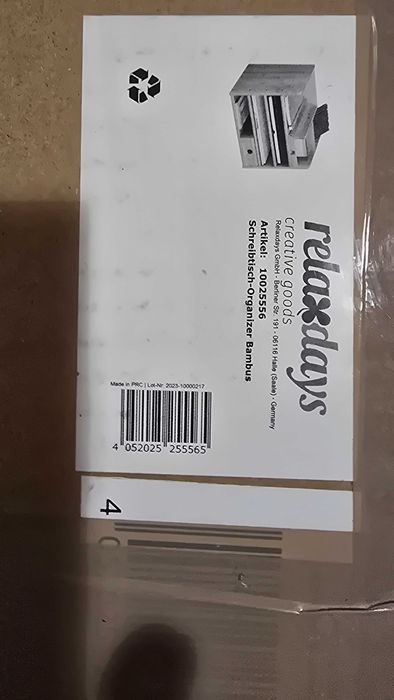 relaxdays
creative goods
Relaxdays GmbH - Berliner Str. 191 - 06116 Halle (Saale) - Germany
Artikel: 10025556
Schreibtisch-Organizer Bambus
Made in PRC | Lot-Nr: 2023-10000217
4 052025 255565
4